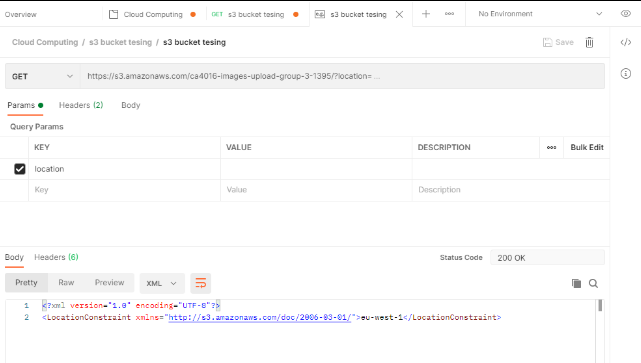 Overview Cloud Computing GET s3 bucket tesing s3 bucket tesing No Environment
Cloud Computing / s3 bucket tesing / s3 bucket tesing Save
GET https://s3.amazonaws.com/ca4016-images-upload-group-3-1395/?location= ...
Params Headers (2) Body
Query Params
KEY VALUE DESCRIPTION Bulk Edit
location
Key Value Description
Body Headers (6) Status Code 200 OK
Pretty Raw Preview XML
1 <?xml version="1.0" encoding="UTF-8"?>
2 <LocationConstraint xmlns="http://s3.amazonaws.com/doc/2006-03-01/">eu-west-1</LocationConstraint>